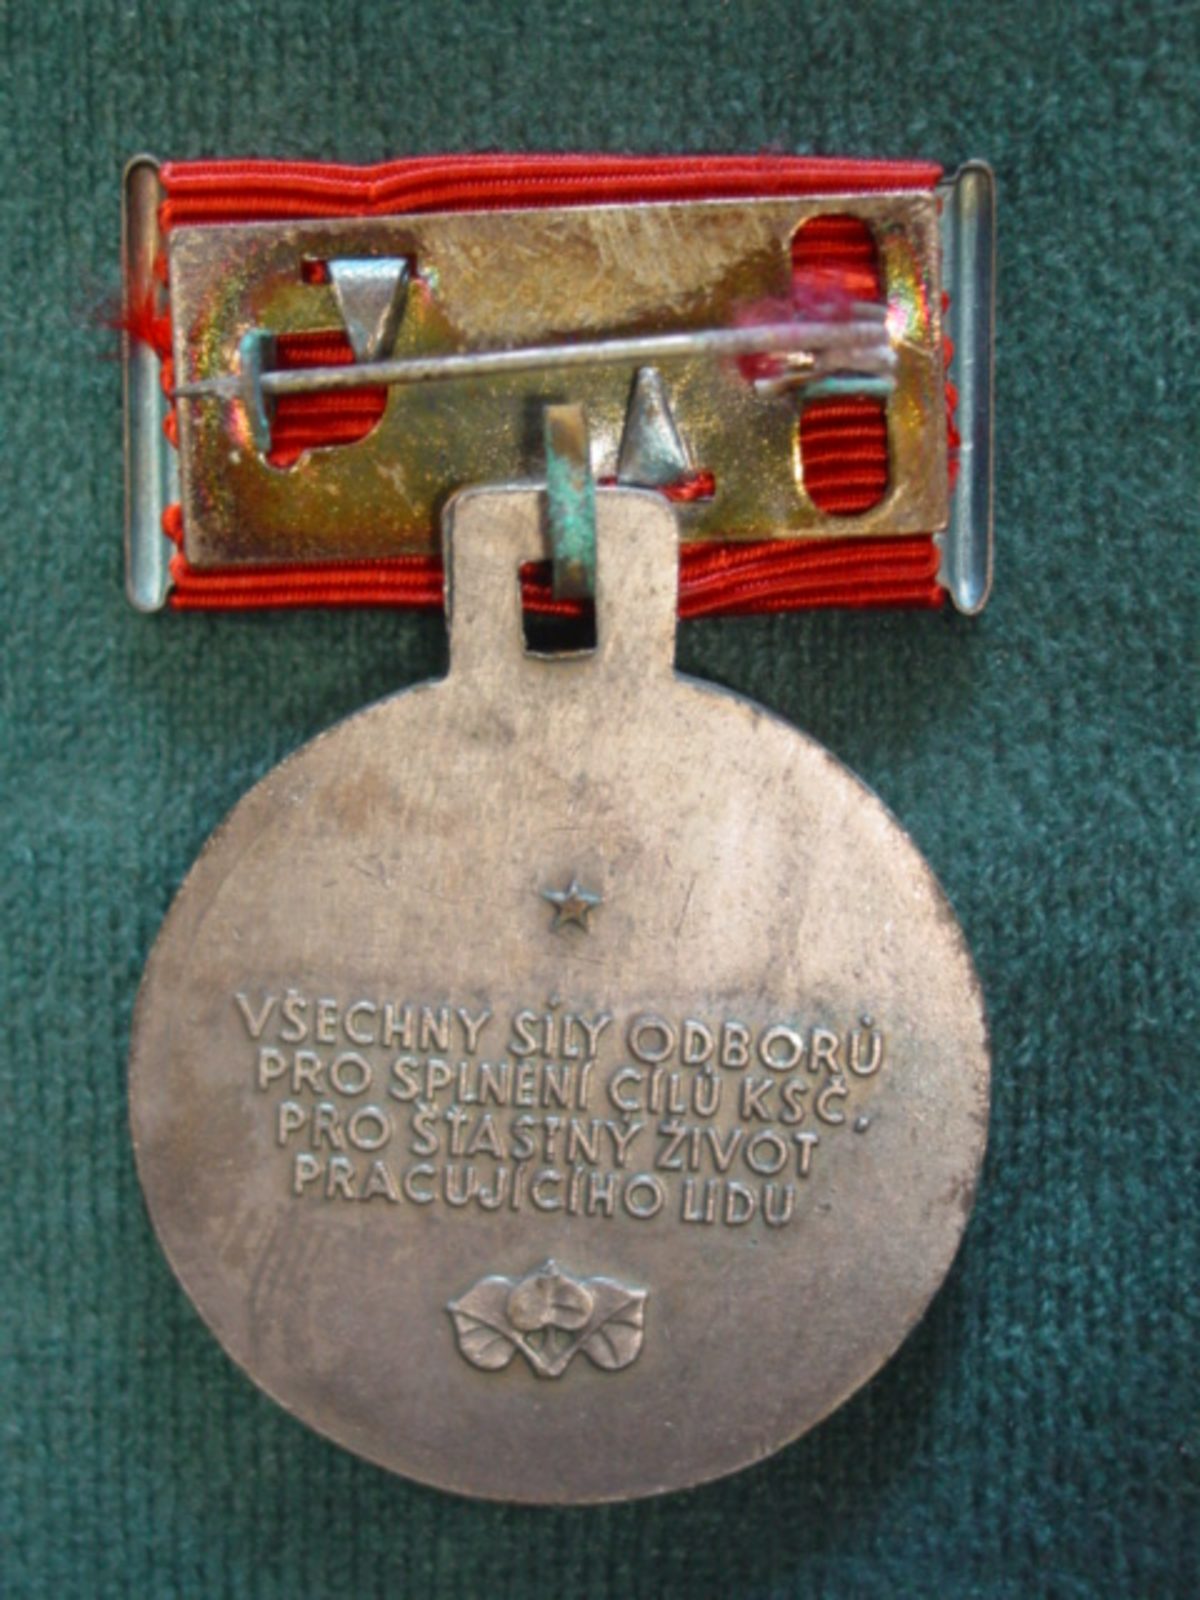 VŠECHNY SÍLY ODBORŮ
PRO SPLNĚNÍ CÍLŮ KSČ,
PRO ŠŤASTNÝ ŽIVOT
PRACUJÍCÍHO LIDU